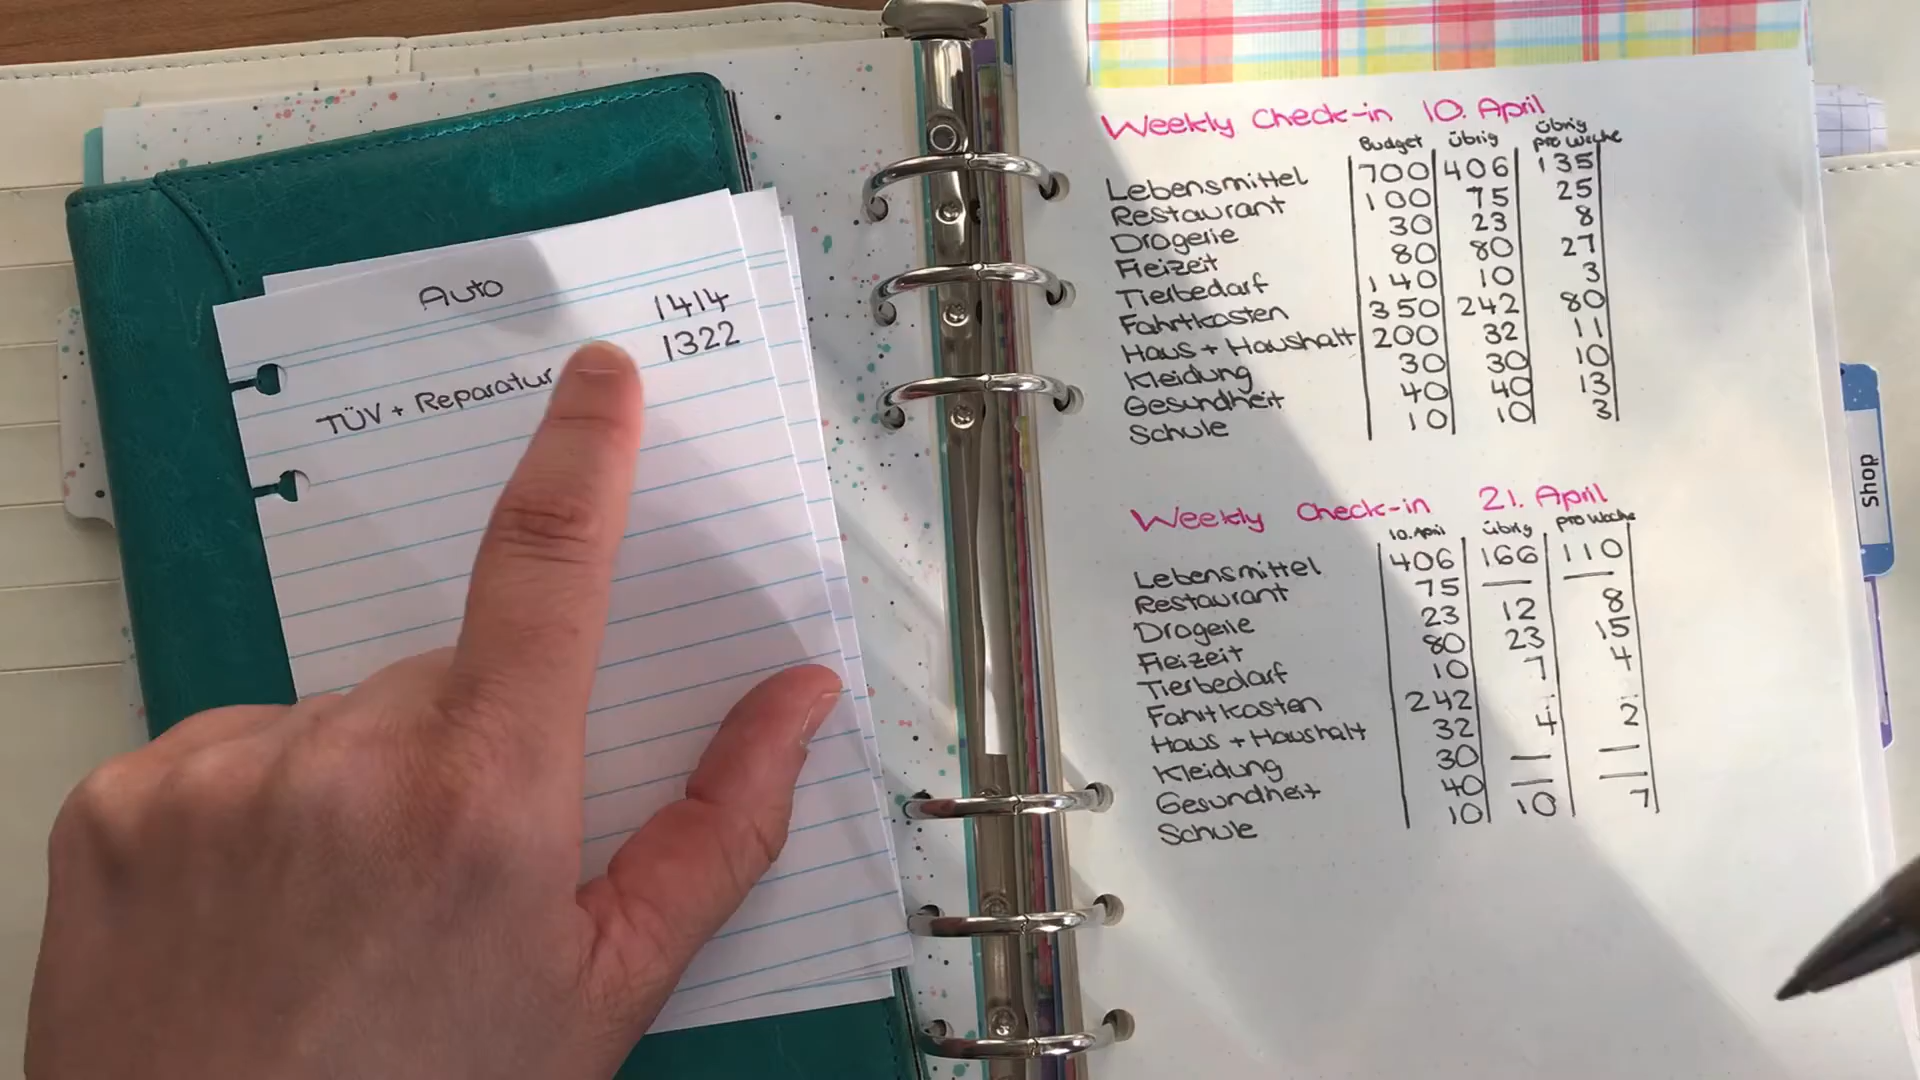 Auto
1414
TÜV + Reparatur 1322
Weekly Check-in 10. April
Budget übrig übrig pro Woche
Lebensmittel 700 406 135
Restaurant 100 75 25
Drogerie 30 23 8
Freizeit 80 80 27
Tierbedarf 140 10 3
Fahrtkosten 350 242 80
Haus + Haushalt 200 32 11
Kleidung 30 30 10
Gesundheit 40 40 13
Schule 10 10 3
Weekly Check-in 21. April
10. April übrig pro Woche
Lebensmittel 406 166 110
Restaurant 75 — —
Drogerie 23 12 8
Freizeit 80 23 15
Tierbedarf 10 7 4
Fahrtkosten 242
Haus + Haushalt 32 4 2
Kleidung 30 — —
Gesundheit 40 — —
Schule 10 10 7
shop